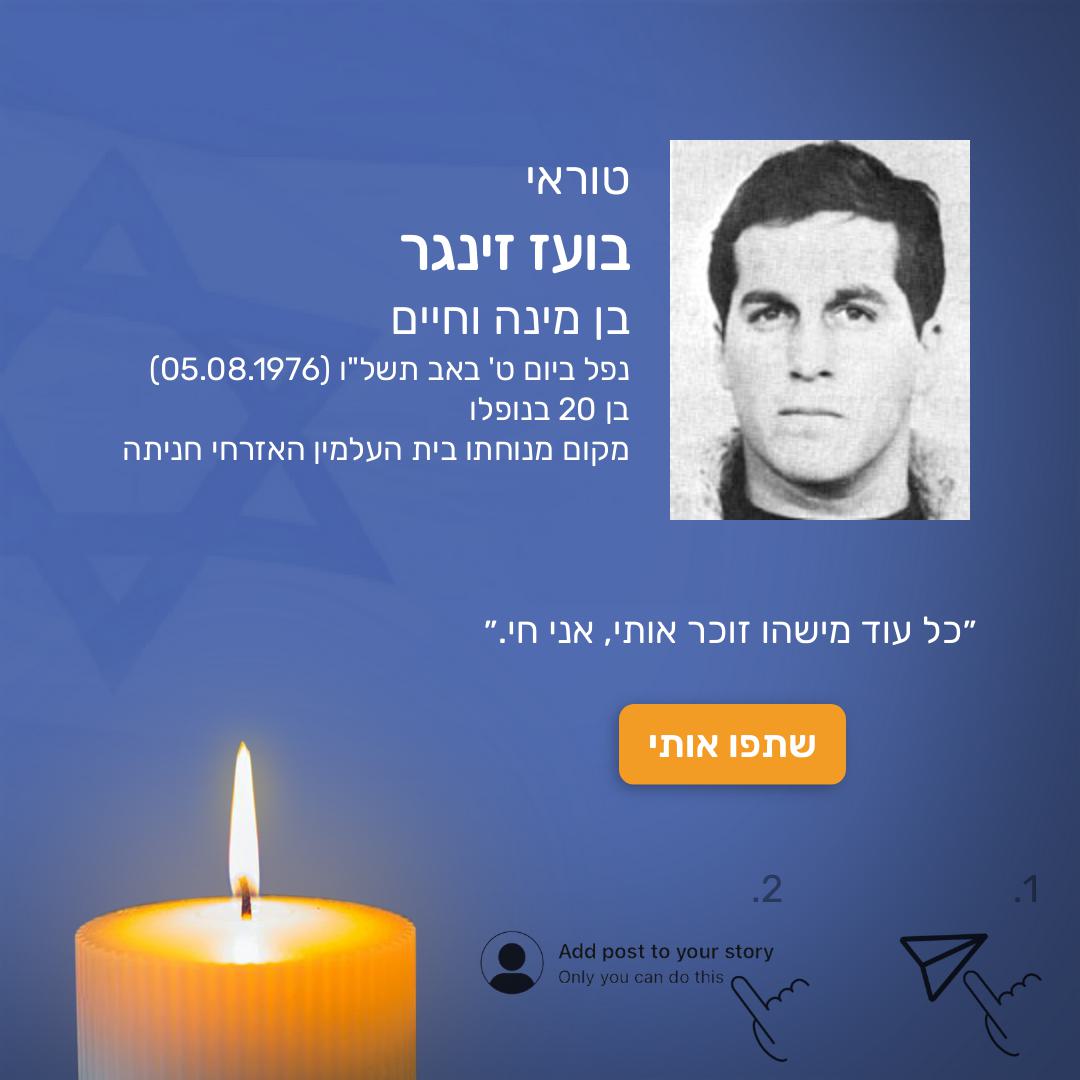 טוראי
בועז זינגר
בן מינה וחיים
נפל ביום ט' באב תשל"ו (05.08.1976)
בן 20 בנופלו
מקום מנוחתו בית העלמין האזרחי חניתה
״כל עוד מישהו זוכר אותי, אני חי.״
שתפו אותי
1.
2.
Add post to your story
Only you can do this